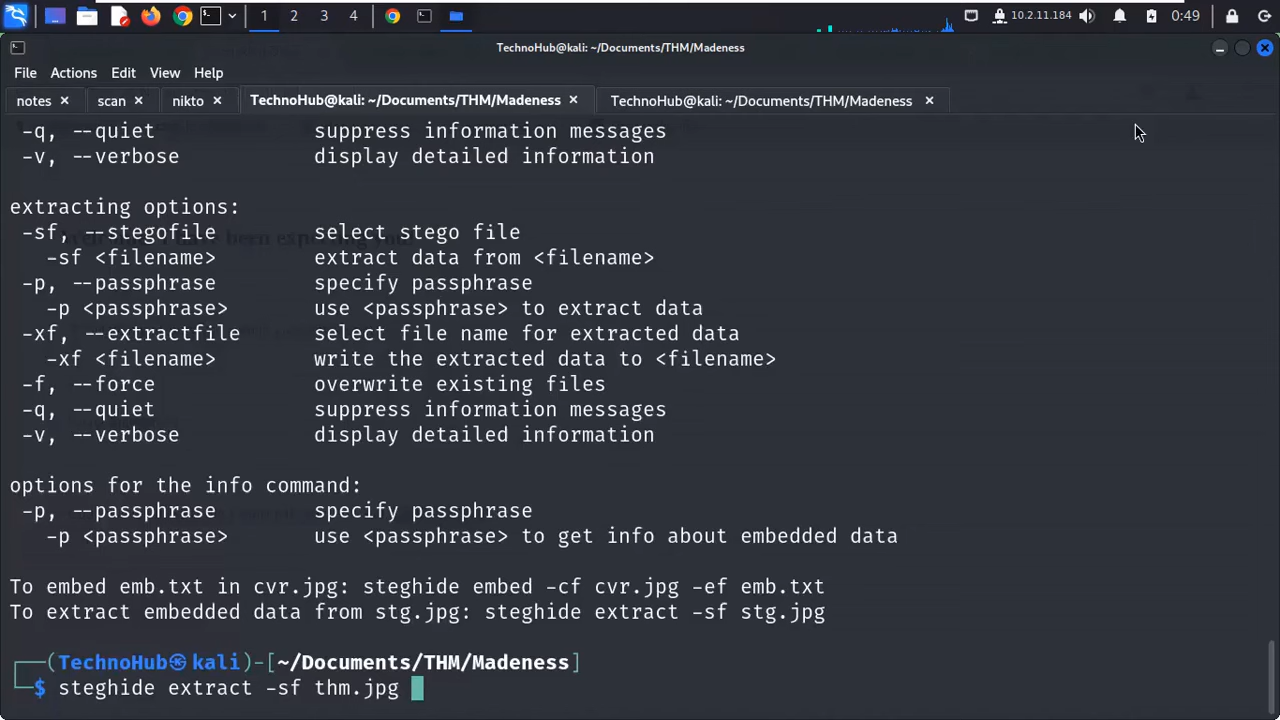 1 2 3 4 10.2.11.184 0:49
TechnoHub@kali: ~/Documents/THM/Madeness
File Actions Edit View Help
notes × scan × nikto × TechnoHub@kali: ~/Documents/THM/Madeness × TechnoHub@kali: ~/Documents/THM/Madeness ×
-q, --quiet suppress information messages
-v, --verbose display detailed information
extracting options:
-sf, --stegofile select stego file
-sf <filename> extract data from <filename>
-p, --passphrase specify passphrase
-p <passphrase> use <passphrase> to extract data
-xf, --extractfile select file name for extracted data
-xf <filename> write the extracted data to <filename>
-f, --force overwrite existing files
-q, --quiet suppress information messages
-v, --verbose display detailed information
options for the info command:
-p, --passphrase specify passphrase
-p <passphrase> use <passphrase> to get info about embedded data
To embed emb.txt in cvr.jpg: steghide embed -cf cvr.jpg -ef emb.txt
To extract embedded data from stg.jpg: steghide extract -sf stg.jpg
(TechnoHub㉿kali)-[~/Documents/THM/Madeness]
$ steghide extract -sf thm.jpg